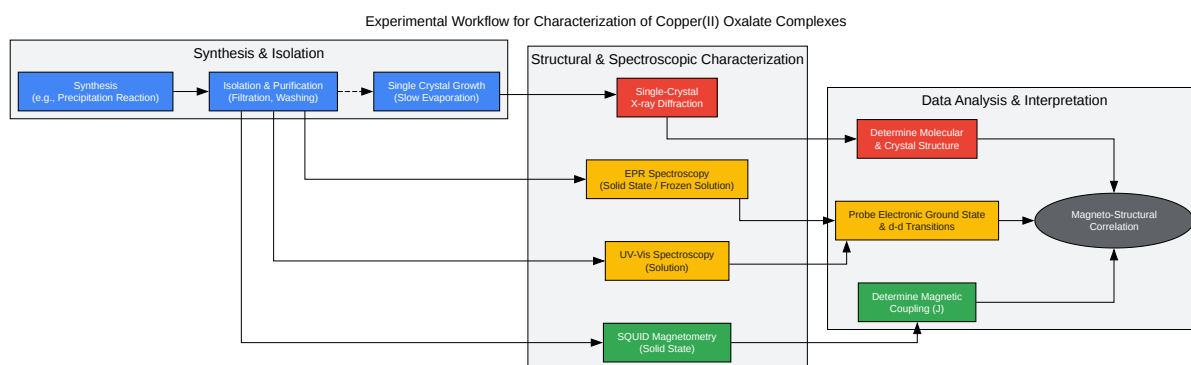 Experimental Workflow for Characterization of Copper(II) Oxalate Complexes
Synthesis & Isolation
Synthesis
(e.g., Precipitation Reaction)
Isolation & Purification
(Filtration, Washing)
Single Crystal Growth
(Slow Evaporation)
Structural & Spectroscopic Characterization
Single-Crystal
X-ray Diffraction
EPR Spectroscopy
(Solid State / Frozen Solution)
UV-Vis Spectroscopy
(Solution)
SQUID Magnetometry
(Solid State)
Data Analysis & Interpretation
Determine Molecular
& Crystal Structure
Probe Electronic Ground State
& d-d Transitions
Determine Magnetic
Coupling (J)
Magneto-Structural
Correlation